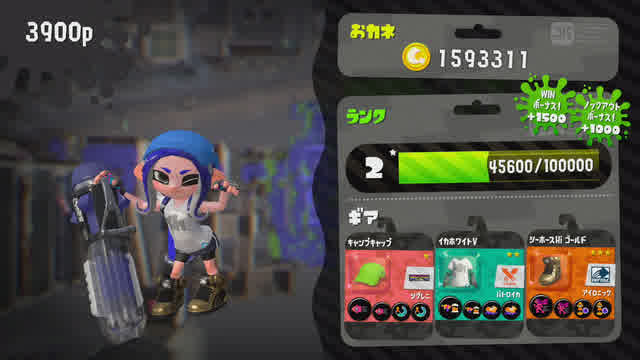 3900p
おカネ
1593311
WIN
ボーナス!
+1500
ノックアウト
ボーナス!
+1000
ランク
2
45600/100000
ギア
キャンプキャップ
イカホワイトV
シーホースHi ゴールド
ジグレニ
バトロイカ
アイロニック